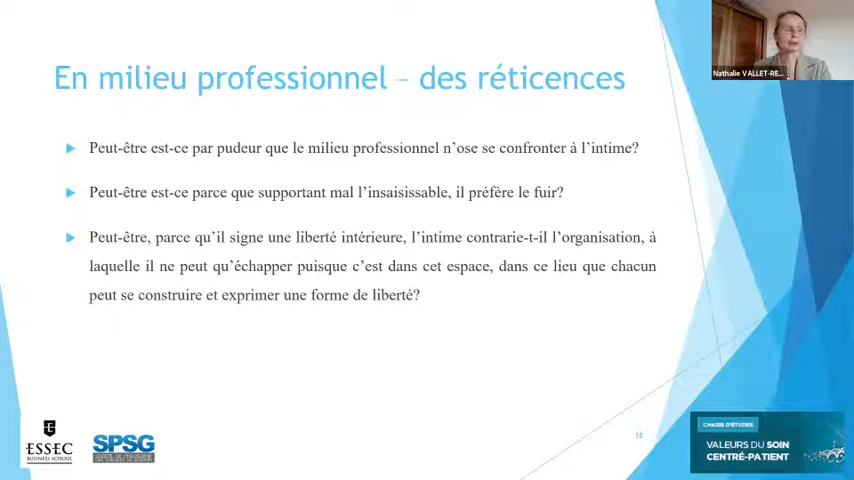 En milieu professionnel – des réticences
Nathalie VALLET-RE...
Peut-être est-ce par pudeur que le milieu professionnel n’ose se confronter à l’intime?
Peut-être est-ce parce que supportant mal l’insaisissable, il préfère le fuir?
Peut-être, parce qu’il signe une liberté intérieure, l’intime contrarie-t-il l’organisation, à
laquelle il ne peut qu’échapper puisque c’est dans cet espace, dans ce lieu que chacun
peut se construire et exprimer une forme de liberté?
ESSEC
BUSINESS SCHOOL
SPSG
CHAIRE D'ÉTUDES
VALEURS DU SOIN
CENTRÉ-PATIENT